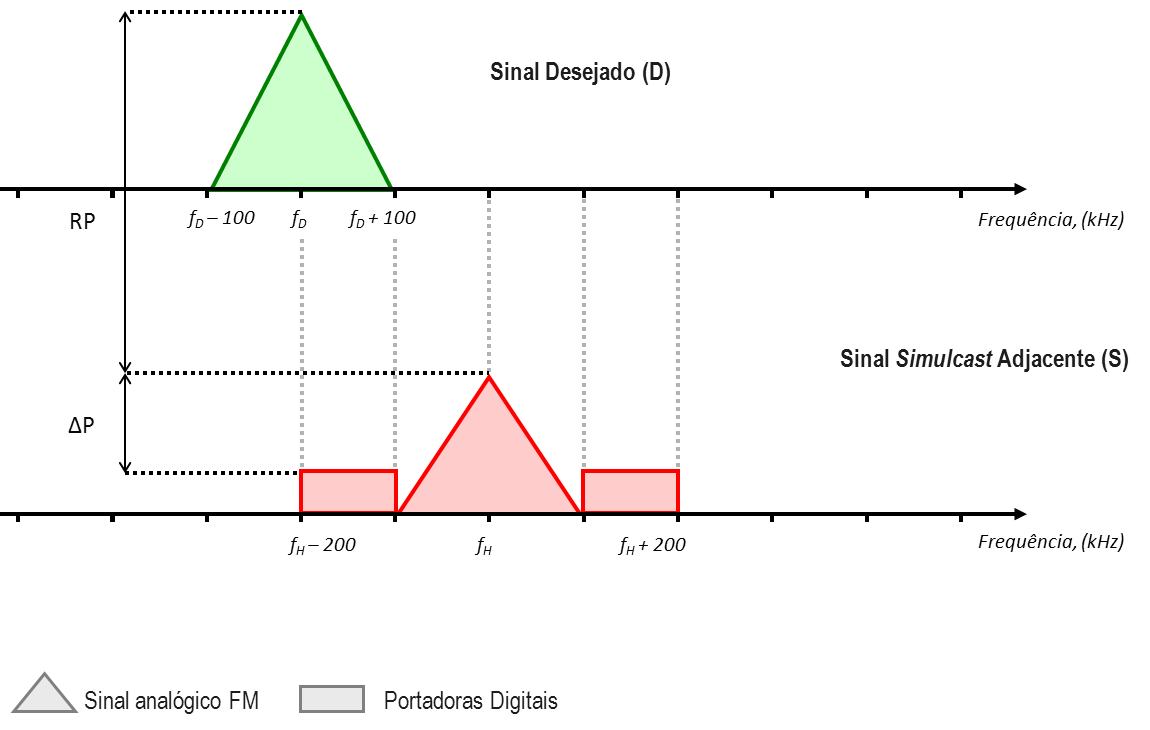 Sinal Desejado (D)
RP
f_D – 100
f_D
f_D + 100
Frequência, (kHz)
Sinal Simulcast Adjacente (S)
ΔP
f_H – 200
f_H
f_H + 200
Frequência, (kHz)
Sinal analógico FM
Portadoras Digitais